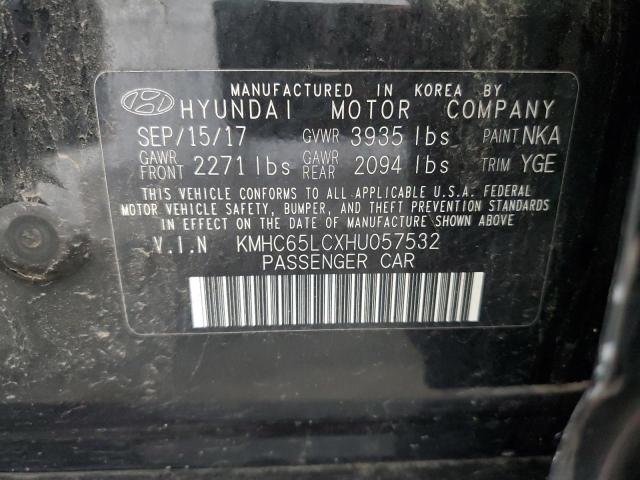 MANUFACTURED IN KOREA BY
HYUNDAI MOTOR COMPANY
SEP/15/17 GVWR 3935 lbs PAINT NKA
GAWR FRONT 2271 lbs GAWR REAR 2094 lbs TRIM YGE
THIS VEHICLE CONFORMS TO ALL APPLICABLE U.S.A. FEDERAL
MOTOR VEHICLE SAFETY, BUMPER, AND THEFT PREVENTION STANDARDS
IN EFFECT ON THE DATE OF MANUFACTURE SHOWN ABOVE.
V.I.N KMHC65LCXHU057532
PASSENGER CAR